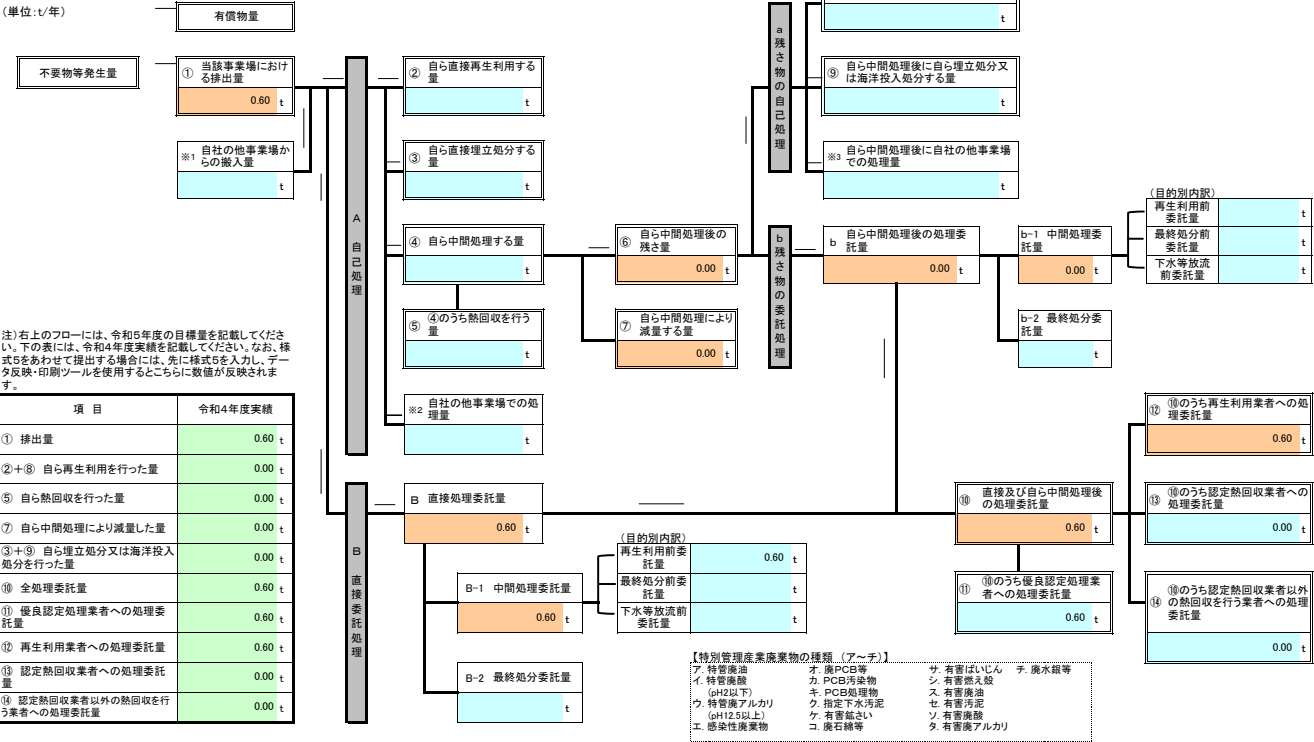 （単位：t/年）
有償物量
t
不要物等発生量
① 当該事業場におけ
る排出量
0.60 t
※1 自社の他事業場か
らの搬入量
t
A
自
己
処
理
② 自ら直接再生利用する
量
t
③ 自ら直接埋立処分する
量
t
④ 自ら中間処理する量
t
⑤ ④のうち熱回収を行う
量
t
※2 自社の他事業場での処
理量
t
⑥ 自ら中間処理後の
残さ量
0.00 t
⑦ 自ら中間処理により
減量する量
0.00 t
a
残
さ
物
の
自
己
処
理
⑨ 自ら中間処理後に自ら埋立処分又
は海洋投入処分する量
t
※3 自ら中間処理後に自社の他事業場
での処理量
t
b
残
さ
物
の
委
託
処
理
b 自ら中間処理後の処理委
託量
0.00 t
b-1 中間処理委
託量
0.00 t
b-2 最終処分委
託量
t
（目的別内訳）
再生利用前
委託量
t
最終処分前
委託量
t
下水等放流
前委託量
t
注）右上のフローには、令和5年度の目標量を記載してくださ
い。下の表には、令和4年度実績を記載してください。なお、様
式5をあわせて提出する場合には、先に様式5を入力し、デー
タ反映・印刷ツールを使用するとこちらに数値が反映されま
す。
項 目 令和4年度実績
① 排出量 0.60 t
②＋⑧ 自ら再生利用を行った量 0.00 t
⑤ 自ら熱回収を行った量 0.00 t
⑦ 自ら中間処理により減量した量 0.00 t
③＋⑨ 自ら埋立処分又は海洋投入
処分を行った量 0.00 t
⑩ 全処理委託量 0.60 t
⑪ 優良認定処理業者への処理委
託量 0.60 t
⑫ 再生利用業者への処理委託量 0.60 t
⑬ 認定熱回収業者への処理委託
量 0.00 t
⑭ 認定熱回収業者以外の熱回収を行
う業者への処理委託量 0.00 t
B
直
接
委
託
処
理
B 直接処理委託量
0.60 t
B-1 中間処理委託量
0.60 t
B-2 最終処分委託量
t
（目的別内訳）
再生利用前委
託量
0.60 t
最終処分前委
託量
t
下水等放流前
委託量
t
⑩ 直接及び自ら中間処理後
の処理委託量
0.60 t
⑪ ⑩のうち優良認定処理業
者への処理委託量
0.60 t
⑫ ⑩のうち再生利用業者への処
理委託量
0.60 t
⑬ ⑩のうち認定熱回収業者への
処理委託量
0.00 t
⑭ ⑩のうち認定熱回収業者以外
の熱回収を行う業者への処理
委託量
0.00 t
【特別管理産業廃棄物の種類 （ア～チ）】
ア．特管廃油 オ．廃PCB等 サ．有害ばいじん チ．廃水銀等
イ．特管廃酸 カ．PCB汚染物 シ．有害燃え殻
（pH2以下） キ．PCB処理物 ス．有害廃油
ウ．特管廃アルカリ ク．指定下水汚泥 セ．有害汚泥
（pH12.5以上） ケ．有害鉱さい ソ．有害廃酸
エ．感染性廃棄物 コ．廃石綿等 タ．有害廃アルカリ